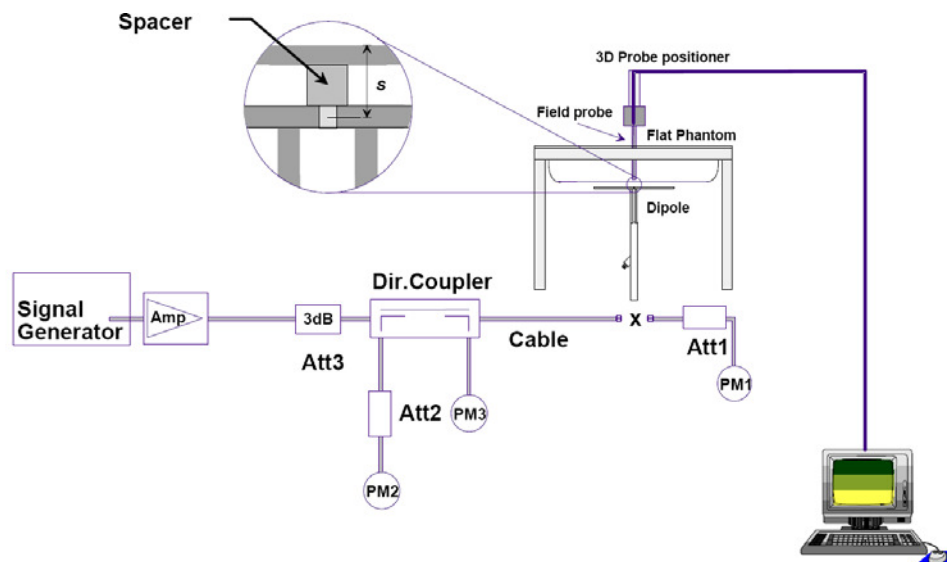 Spacer
s
3D Probe positioner
Field probe
Flat Phantom
Dipole
Signal
Generator
Amp
3dB
Att3
Dir.Coupler
Cable
X
Att1
PM1
Att2
PM3
PM2